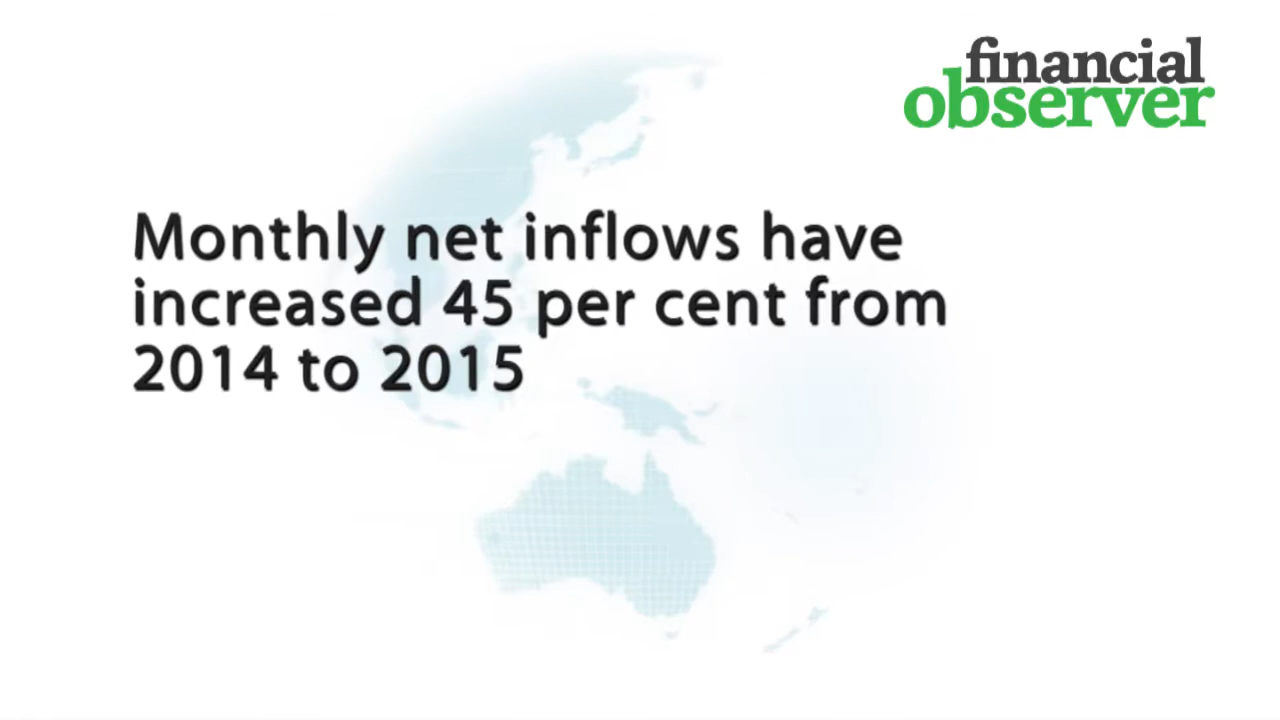 financial
observer
Monthly net inflows have
increased 45 per cent from
2014 to 2015